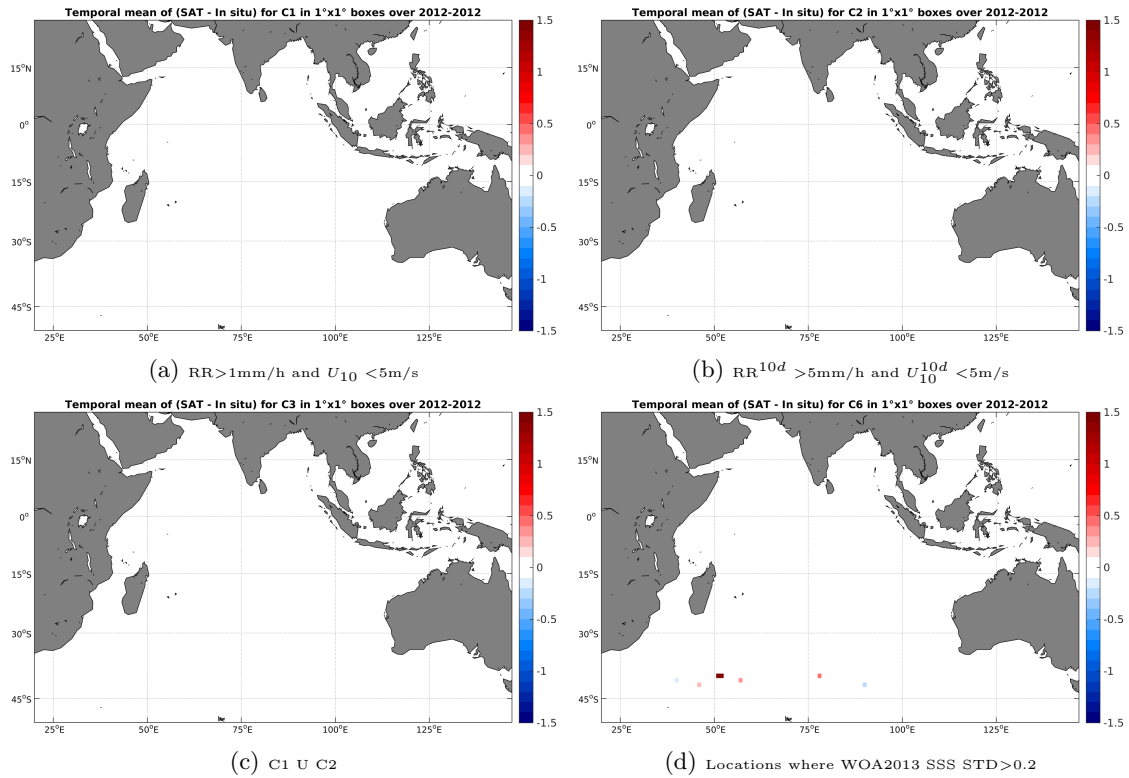 Temporal mean of (SAT - In situ) for C1 in 1°x1° boxes over 2012-2012
15°N
0°
15°S
30°S
45°S
25°E 50°E 75°E 100°E 125°E
1.5
1
0.5
0
-0.5
-1
-1.5
(a) RR>1mm/h and U10 <5m/s
Temporal mean of (SAT - In situ) for C2 in 1°x1° boxes over 2012-2012
15°N
0°
15°S
30°S
45°S
25°E 50°E 75°E 100°E 125°E
1.5
1
0.5
0
-0.5
-1
-1.5
(b) RR^10d >5mm/h and U10^10d <5m/s
Temporal mean of (SAT - In situ) for C3 in 1°x1° boxes over 2012-2012
15°N
0°
15°S
30°S
45°S
25°E 50°E 75°E 100°E 125°E
1.5
1
0.5
0
-0.5
-1
-1.5
(c) C1 U C2
Temporal mean of (SAT - In situ) for C6 in 1°x1° boxes over 2012-2012
15°N
0°
15°S
30°S
45°S
25°E 50°E 75°E 100°E 125°E
1.5
1
0.5
0
-0.5
-1
-1.5
(d) Locations where WOA2013 SSS STD>0.2